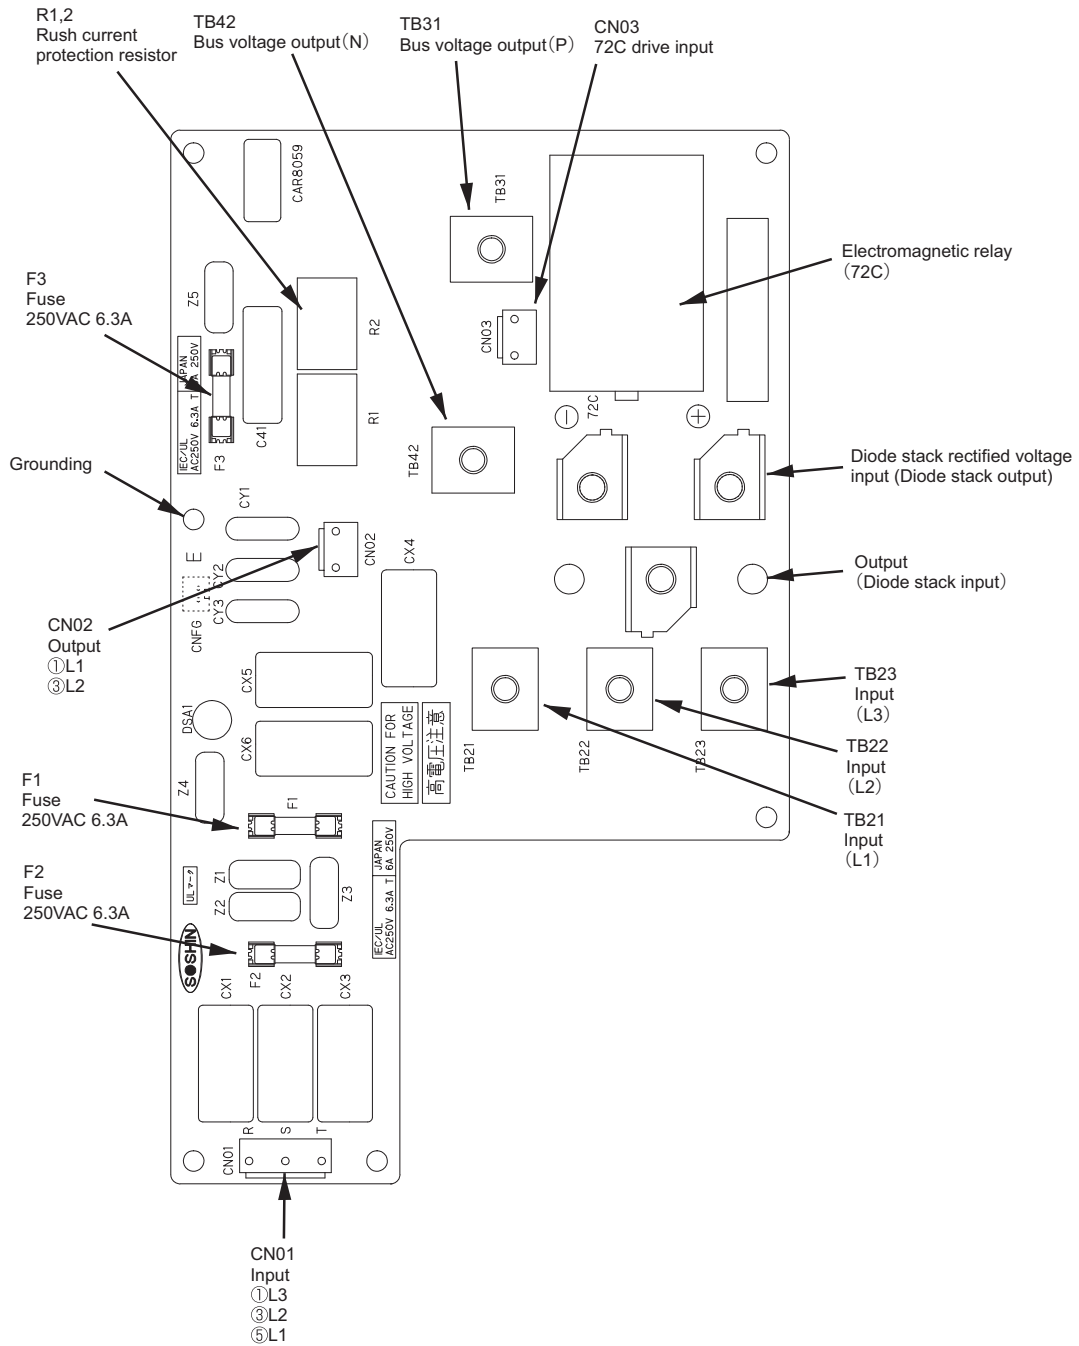 R1,2
Rush current
protection resistor
TB42
Bus voltage output(N)
TB31
Bus voltage output(P)
CN03
72C drive input
CAR8059
TB31
Electromagnetic relay
(72C)
F3
Fuse
250VAC 6.3A
Z5
R2
CN03
JAPAN
A 250V
IEC/UL
AC250V 6.3A T
F3
C41
R1
TB42
72C
Diode stack rectified voltage
input (Diode stack output)
Grounding
CY1
E
CY2
CY3
CNFG
CN02
CX4
Output
(Diode stack input)
CN02
Output
①L1
③L2
CX5
DSA1
CX6
CAUTION FOR
HIGH VOLTAGE
高電圧注意
TB21
TB22
TB23
TB23
Input
(L3)
TB22
Input
(L2)
TB21
Input
(L1)
Z4
F1
Fuse
250VAC 6.3A
F1
F2
Fuse
250VAC 6.3A
JAPAN
6A 250V
IEC/UL
AC250V 6.3A T
ULマーク
Z1
Z2
Z3
SOSHIN
F2
CX1
CX2
CX3
R
S
T
CN01
CN01
Input
①L3
③L2
⑤L1